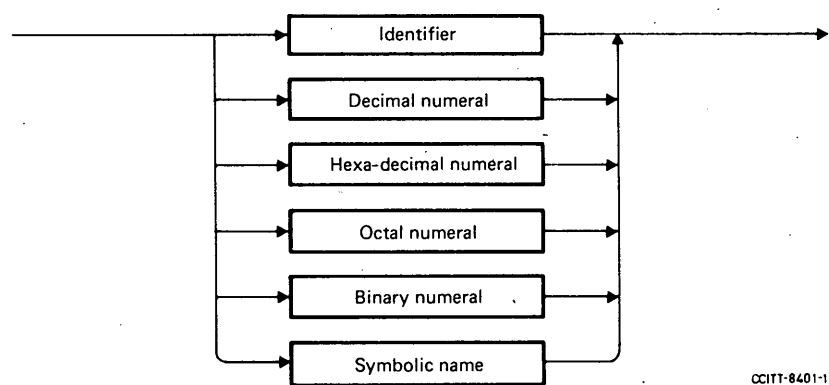 Identifier
Decimal numeral
Hexa-decimal numeral
Octal numeral
Binary numeral
Symbolic name
CCITT-8401-1